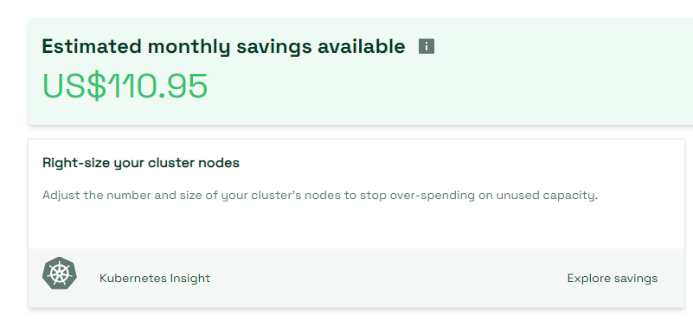 Estimated monthly savings available
US$110.95
Right-size your cluster nodes
Adjust the number and size of your cluster's nodes to stop over-spending on unused capacity.
Kubernetes Insight
Explore savings